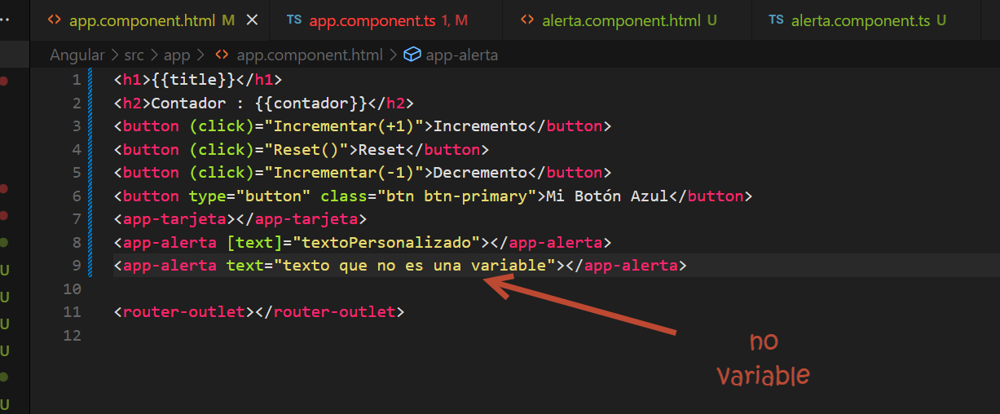 app.component.html M
TS app.component.ts 1, M
alerta.component.html U
TS alerta.component.ts U
Angular > src > app > app.component.html > app-alerta
1 <h1>{{title}}</h1>
2 <h2>Contador : {{contador}}</h2>
3 <button (click)="Incrementar(+1)">Incremento</button>
4 <button (click)="Reset()">Reset</button>
5 <button (click)="Incrementar(-1)">Decremento</button>
6 <button type="button" class="btn btn-primary">Mi Botón Azul</button>
7 <app-tarjeta></app-tarjeta>
8 <app-alerta [text]="textoPersonalizado"></app-alerta>
U
9 <app-alerta text="texto que no es una variable"></app-alerta>
10
U
11 <router-outlet></router-outlet>
U
12
no
U
variable
U